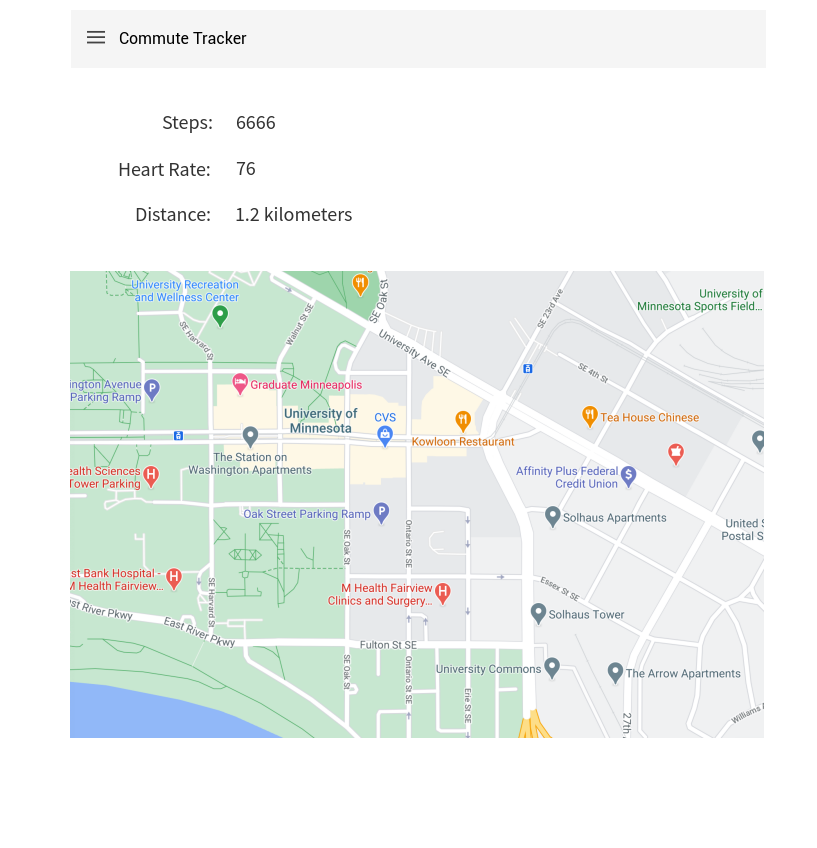 Commute Tracker
Steps: 6666
Heart Rate: 76
Distance: 1.2 kilometers
University Recreation
and Wellness Center
SE Oak St
University of
Minnesota Sports Field...
SE 23rd Ave
Walnut St SE
SE Harvard St
University Ave SE
SE 4th St
ington Avenue
Parking Ramp
P
Graduate Minneapolis
University of
Minnesota
CVS
Kowloon Restaurant
Tea House Chinese
The Station on
Washington Apartments
ealth Sciences
Tower Parking
H
Affinity Plus Federal
Credit Union
$
Oak Street Parking Ramp
P
Solhaus Apartments
United S
Postal S
SE Oak St
Ontario St SE
st Bank Hospital -
M Health Fairview...
H
SE Harvard St
M Health Fairview
Clinics and Surgery...
H
Essex St SE
Solhaus Tower
st River Pkwy
East River Pkwy
Fulton St SE
University Commons
The Arrow Apartments
SE Oak St
Ontario St SE
Erie St SE
27th
Williams A